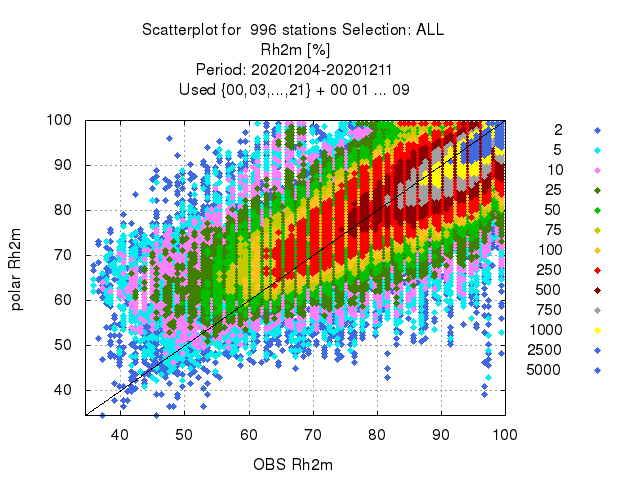 Scatterplot for  996 stations Selection: ALL
Rh2m [%]
Period: 20201204-20201211
Used {00,03,...,21} + 00 01 ... 09
100
90
80
70
60
50
40
polar Rh2m
40 50 60 70 80 90 100
OBS Rh2m
2
5
10
25
50
75
100
250
500
750
1000
2500
5000